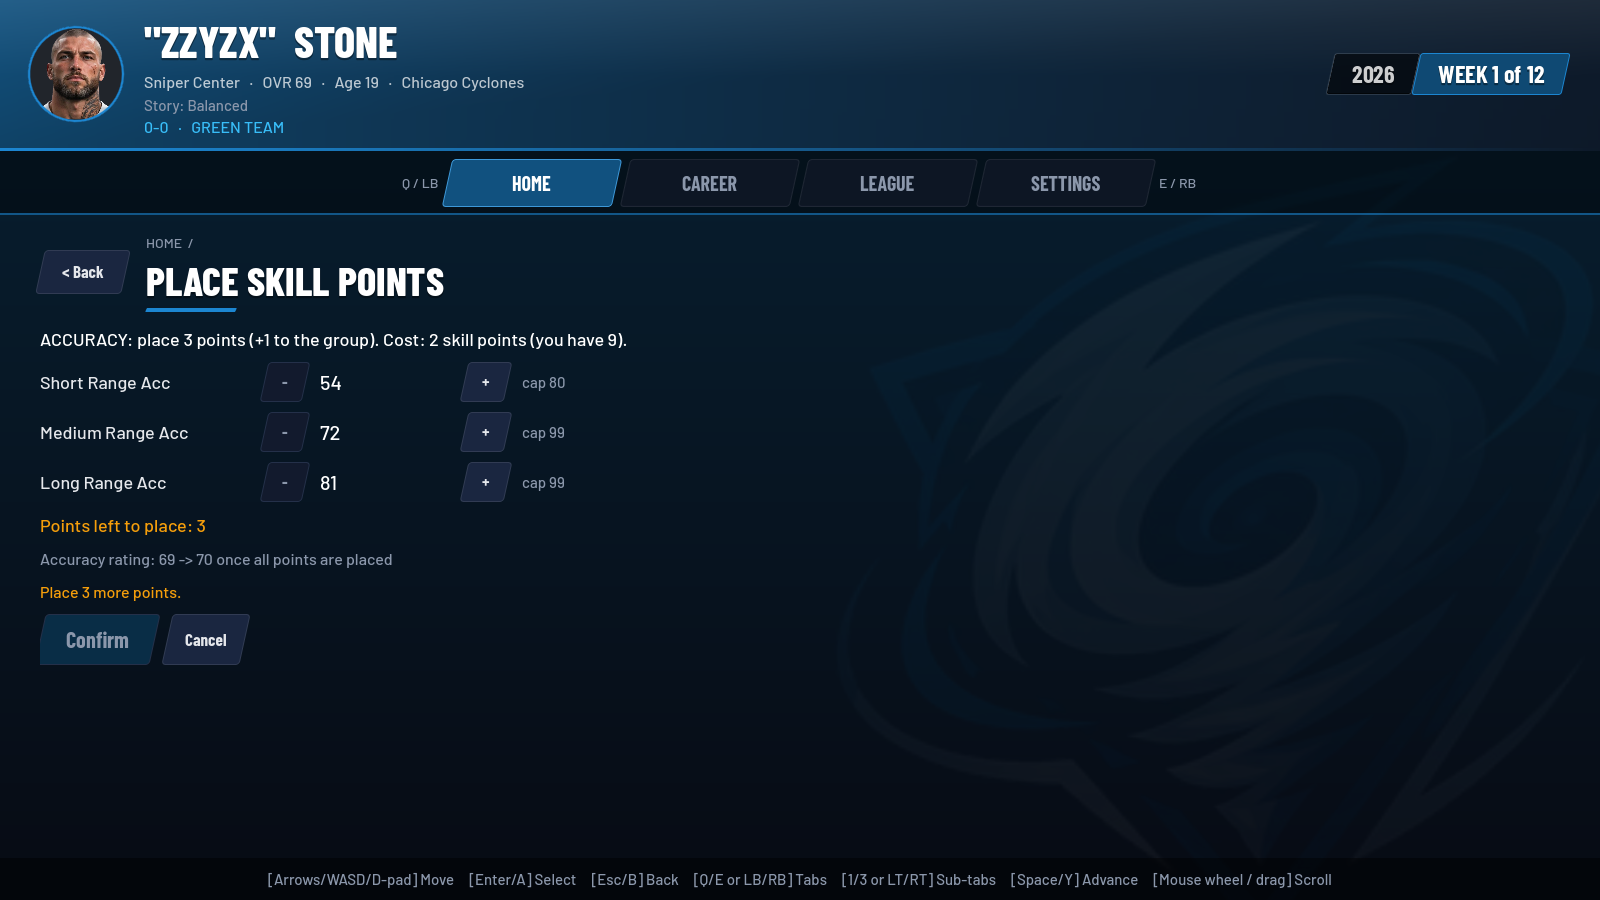 "ZZYZX" STONE
Sniper Center · OVR 69 · Age 19 · Chicago Cyclones
Story: Balanced
0-0 · GREEN TEAM
2026
WEEK 1 of 12
Q / LB
HOME
CAREER
LEAGUE
SETTINGS
E / RB
< Back
HOME /
PLACE SKILL POINTS
ACCURACY: place 3 points (+1 to the group). Cost: 2 skill points (you have 9).
Short Range Acc - 54 + cap 80
Medium Range Acc - 72 + cap 99
Long Range Acc - 81 + cap 99
Points left to place: 3
Accuracy rating: 69 -> 70 once all points are placed
Place 3 more points.
Confirm
Cancel
[Arrows/WASD/D-pad] Move [Enter/A] Select [Esc/B] Back [Q/E or LB/RB] Tabs [1/3 or LT/RT] Sub-tabs [Space/Y] Advance [Mouse wheel / drag] Scroll